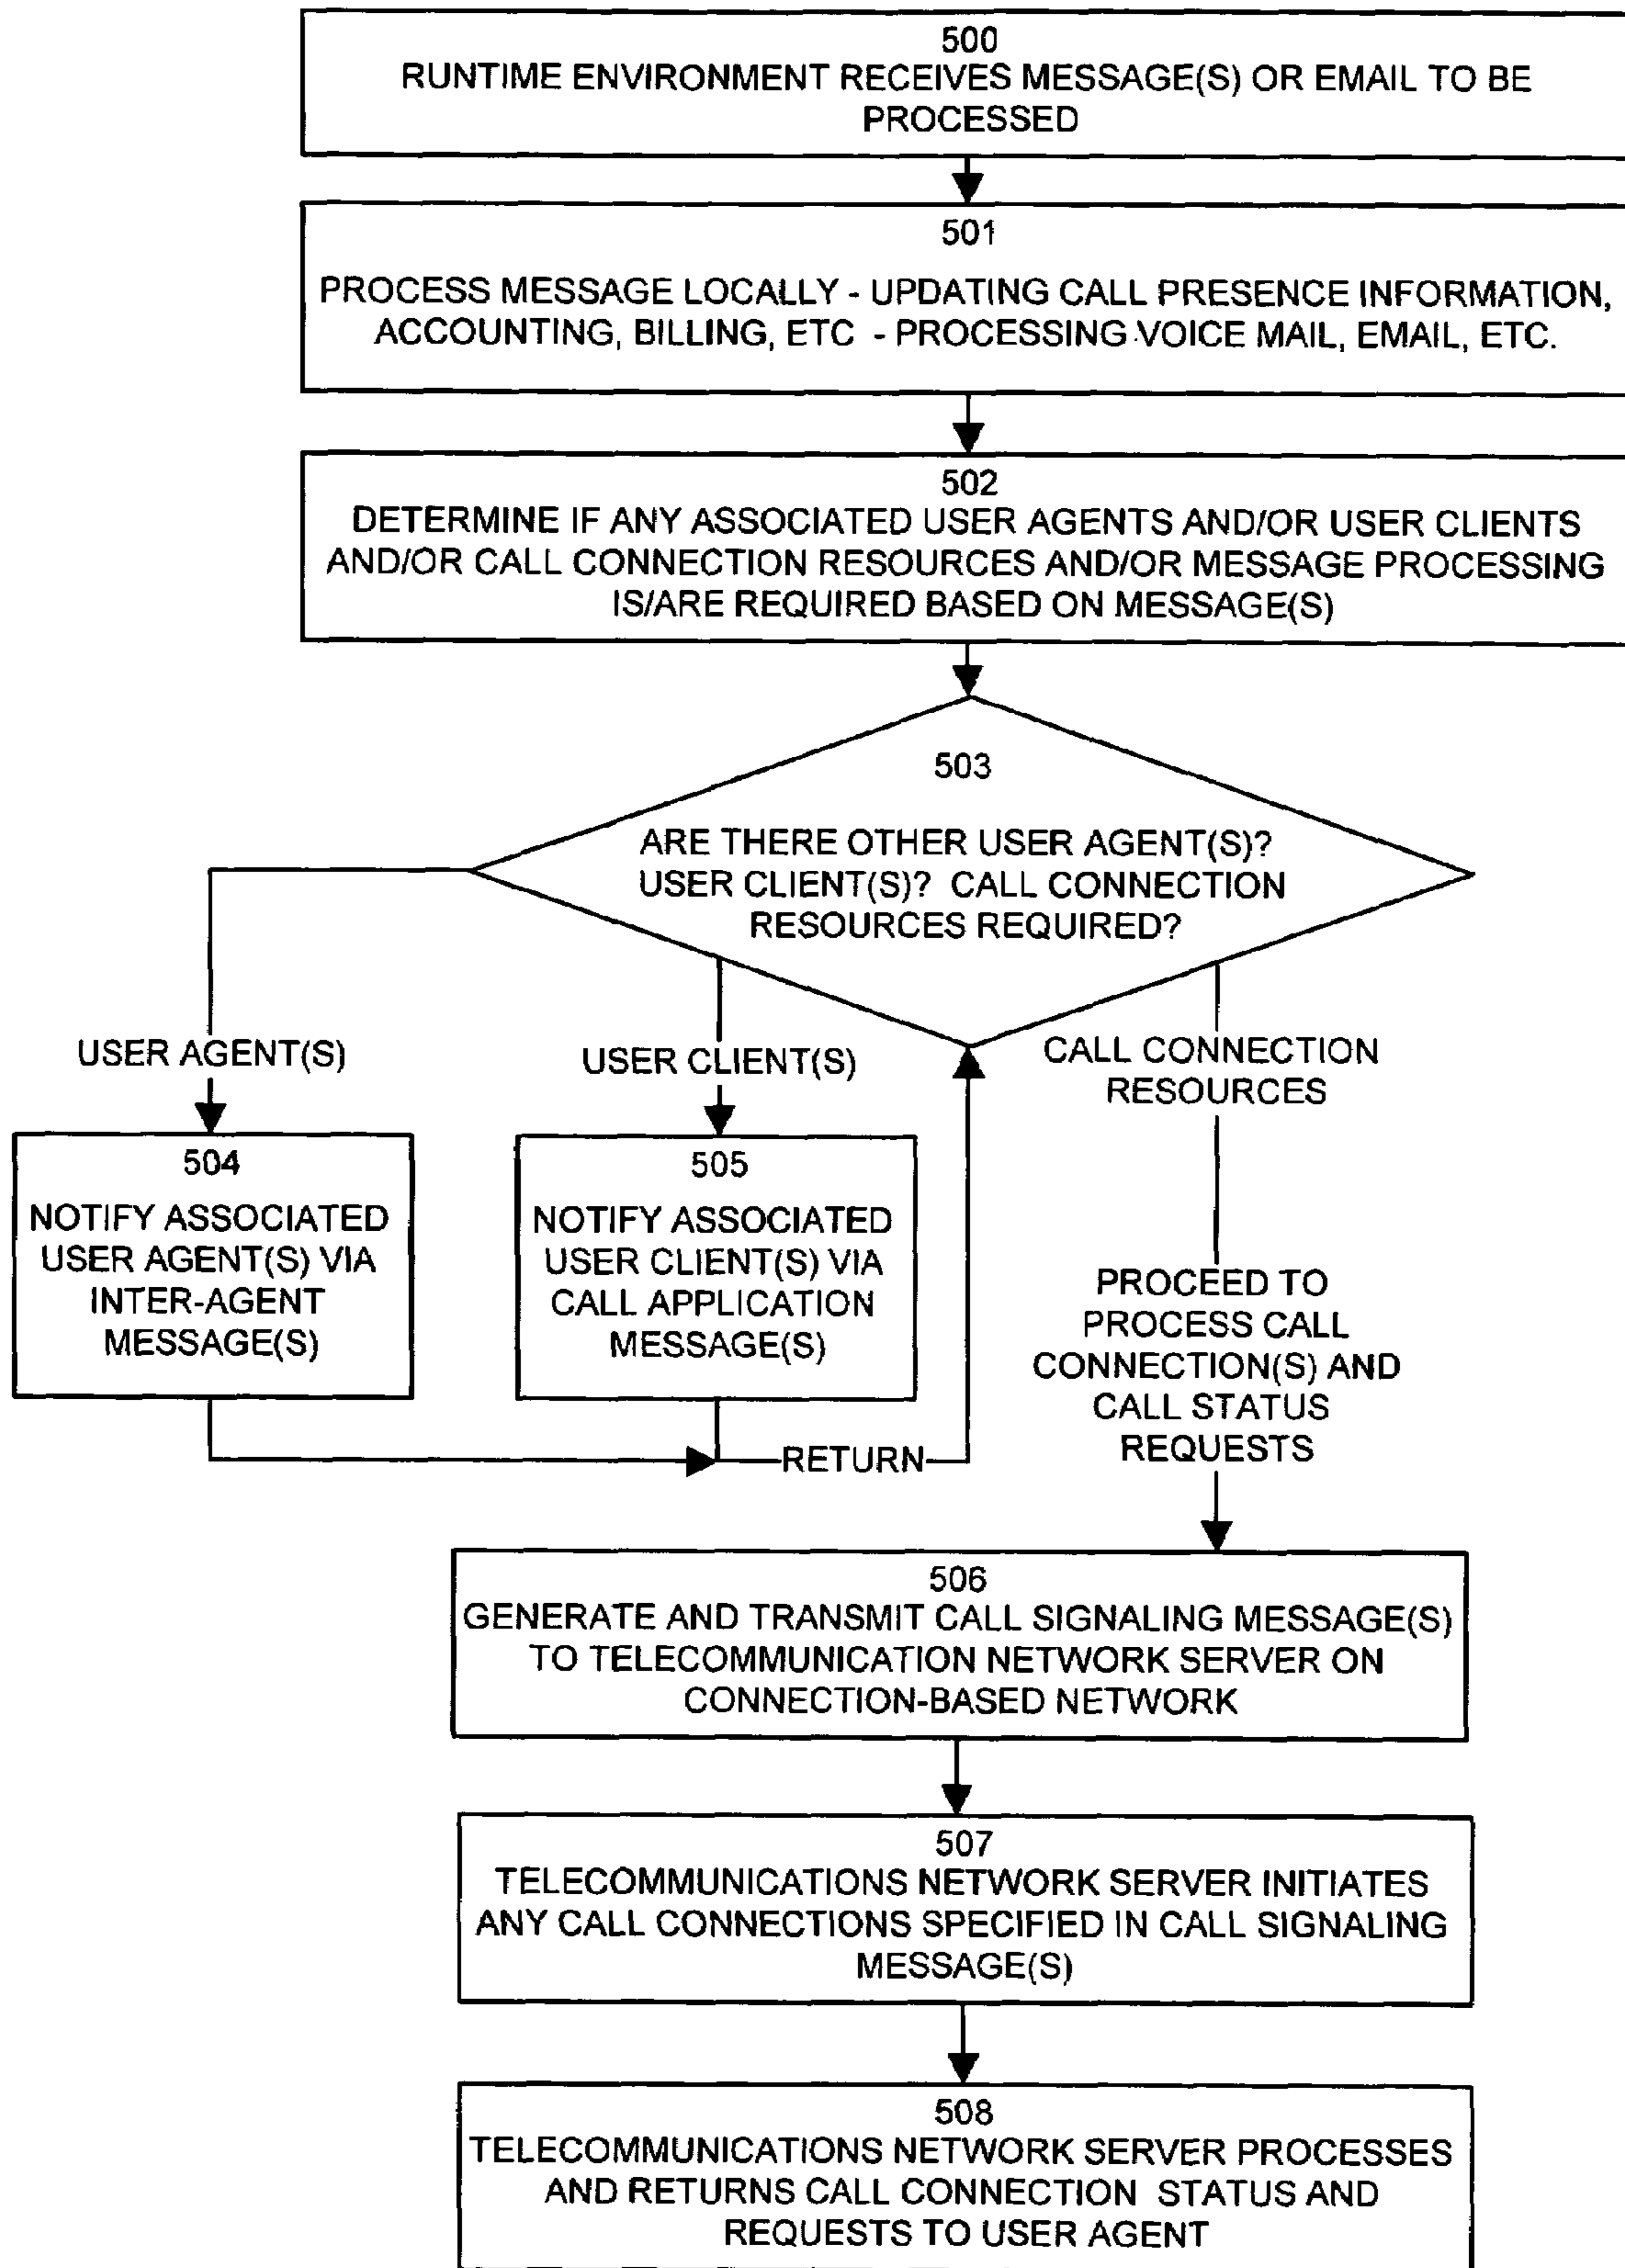 500
RUNTIME ENVIRONMENT RECEIVES MESSAGE(S) OR EMAIL TO BE
PROCESSED
501
PROCESS MESSAGE LOCALLY - UPDATING CALL PRESENCE INFORMATION,
ACCOUNTING, BILLING, ETC - PROCESSING VOICE MAIL, EMAIL, ETC.
502
DETERMINE IF ANY ASSOCIATED USER AGENTS AND/OR USER CLIENTS
AND/OR CALL CONNECTION RESOURCES AND/OR MESSAGE PROCESSING
IS/ARE REQUIRED BASED ON MESSAGE(S)
503
ARE THERE OTHER USER AGENT(S)?
USER CLIENT(S)? CALL CONNECTION
RESOURCES REQUIRED?
USER AGENT(S)
504
NOTIFY ASSOCIATED
USER AGENT(S) VIA
INTER-AGENT
MESSAGE(S)
USER CLIENT(S)
505
NOTIFY ASSOCIATED
USER CLIENT(S) VIA
CALL APPLICATION
MESSAGE(S)
RETURN
CALL CONNECTION
RESOURCES
PROCEED TO
PROCESS CALL
CONNECTION(S) AND
CALL STATUS
REQUESTS
506
GENERATE AND TRANSMIT CALL SIGNALING MESSAGE(S)
TO TELECOMMUNICATION NETWORK SERVER ON
CONNECTION-BASED NETWORK
507
TELECOMMUNICATIONS NETWORK SERVER INITIATES
ANY CALL CONNECTIONS SPECIFIED IN CALL SIGNALING
MESSAGE(S)
508
TELECOMMUNICATIONS NETWORK SERVER PROCESSES
AND RETURNS CALL CONNECTION STATUS AND
REQUESTS TO USER AGENT